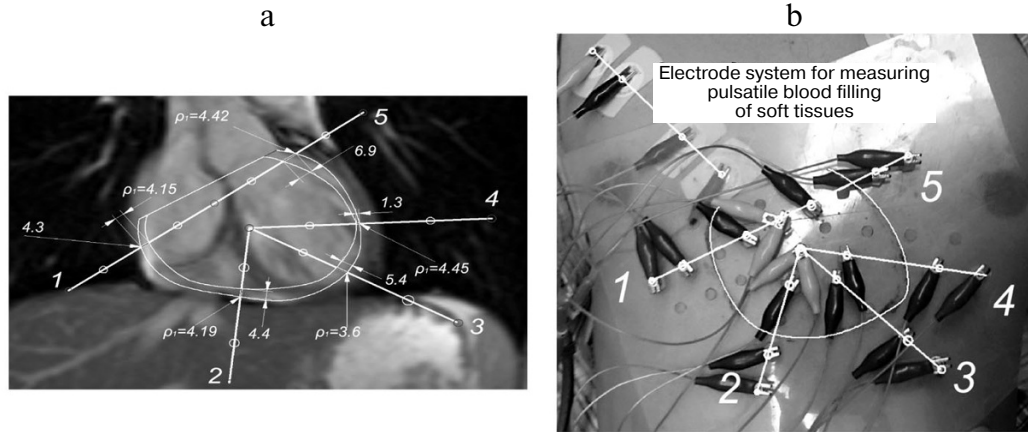 a
ρ₁=4.42
5
6.9
ρ₁=4.15
4
1.3
4.3
ρ₁=4.45
1
5.4
ρ₁=4.19
4.4
ρ₁=3.6
3
2
b
Electrode system for measuring
pulsatile blood filling
of soft tissues
5
1
4
2
3